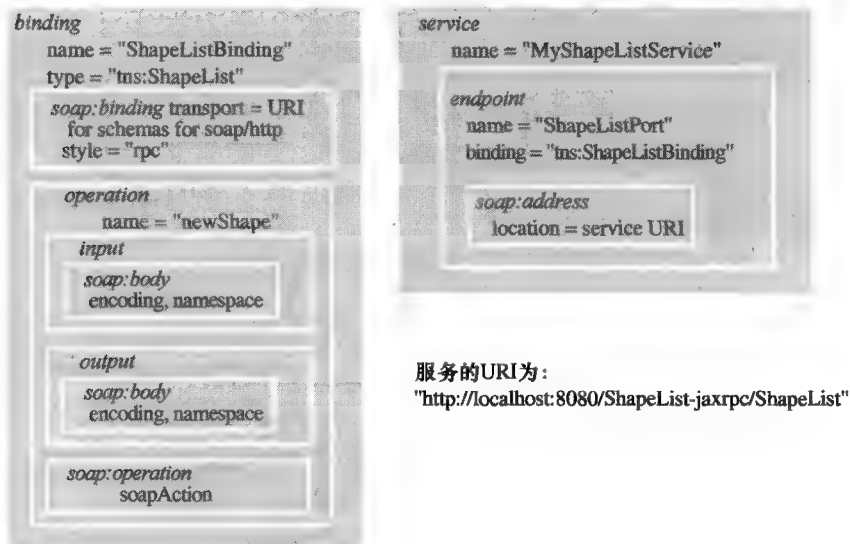 binding
name = "ShapeListBinding"
type = "tns:ShapeList"
soap:binding transport = URI
for schemas for soap/http
style = "rpc"
operation
name = "newShape"
input
soap:body
encoding, namespace
output
soap:body
encoding, namespace
soap:operation
soapAction
service
name = "MyShapeListService"
endpoint
name = "ShapeListPort"
binding = "tns:ShapeListBinding"
soap:address
location = service URI
服务的URI为：
"http://localhost:8080/ShapeList-jaxrpc/ShapeList"